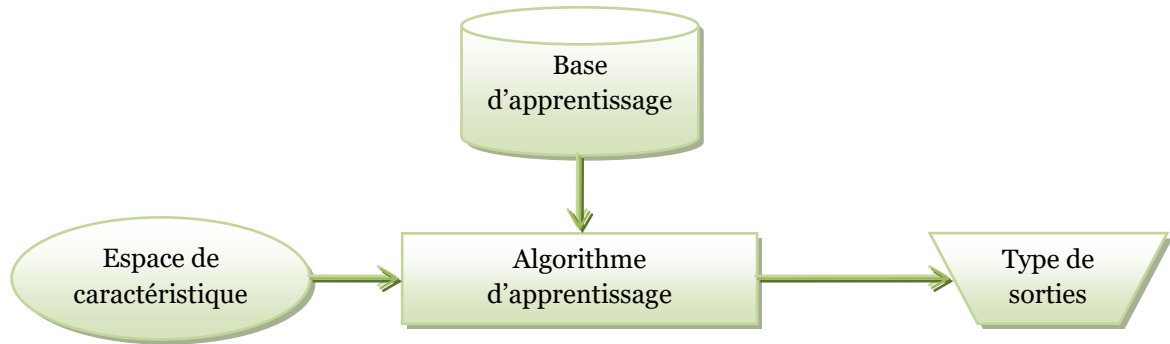 Base
d’apprentissage
Espace de
caractéristique
Algorithme
d’apprentissage
Type de
sorties